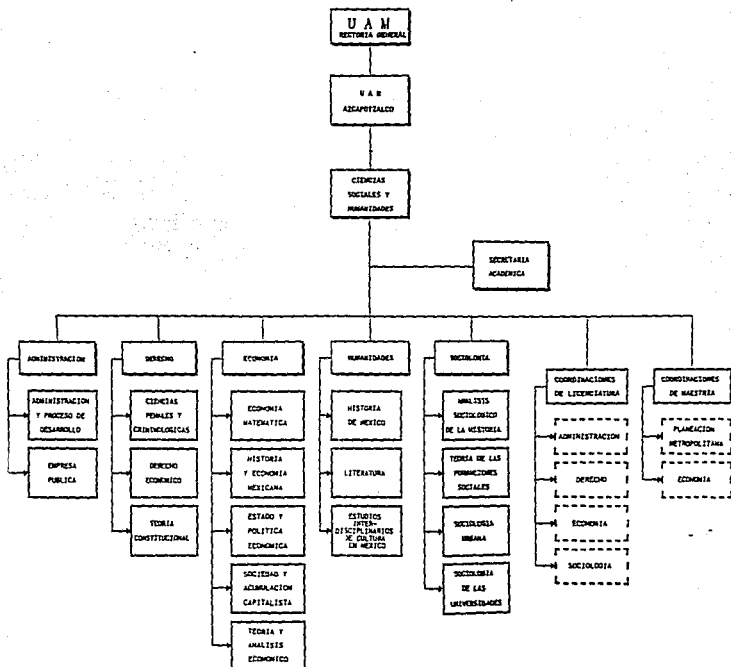 U A M
RECTORIA GENERAL
U A M
AZCAPOTZALCO
CIENCIAS
SOCIALES Y
HUMANIDADES
SECRETARIA
ACADEMICA
ADMINISTRACION
ADMINISTRACION
Y PROCESO DE
DESARROLLO
EMPRESA
PUBLICA
DERECHO
CIENCIAS
PENALES Y
CRIMINOLOGICAS
DERECHO
ECONOMICO
TEORIA
CONSTITUCIONAL
ECONOMIA
ECONOMIA
MATEMATICA
HISTORIA
Y ECONOMIA
MEXICANA
ESTADO Y
POLITICA
ECONOMICA
SOCIEDAD Y
ACUMULACION
CAPITALISTA
TEORIA Y
ANALISIS
ECONOMICO
HUMANIDADES
HISTORIA
DE MEXICO
LITERATURA
ESTUDIOS
INTER-
DISCIPLINARIOS
DE CULTURA
EN MEXICO
SOCIOLOGIA
ANALISIS
SOCIOLOGICO
DE LA HISTORIA
TEORIA DE LAS
FORMACIONES
SOCIALES
SOCIOLOGIA
URBANA
SOCIOLOGIA
DE LAS
UNIVERSIDADES
COORDINACIONES
DE LICENCIATURA
ADMINISTRACION
DERECHO
ECONOMIA
SOCIOLOGIA
COORDINACIONES
DE MAESTRIA
PLANEACION
METROPOLITANA
ECONOMIA